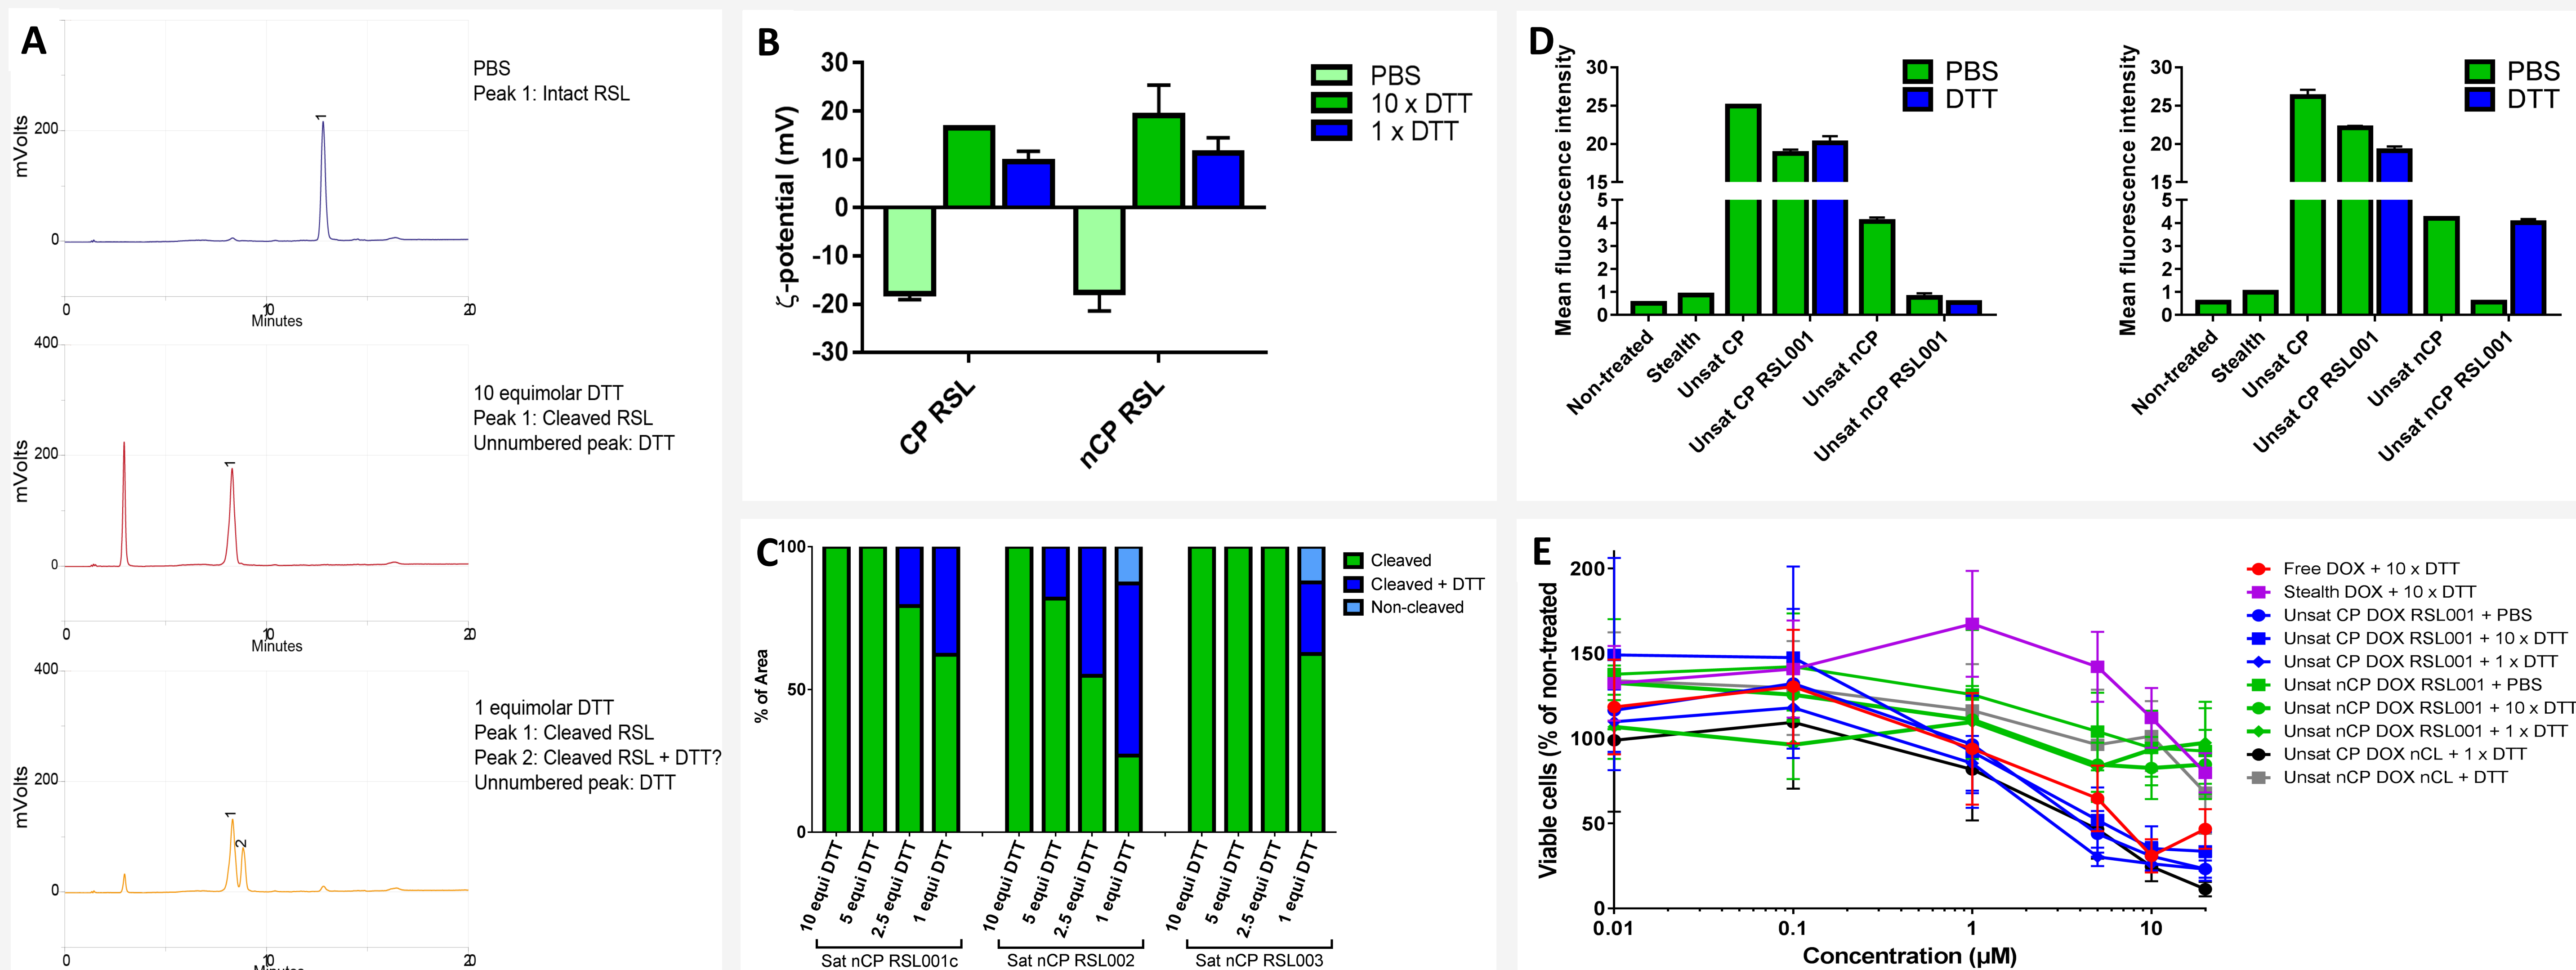 A
PBS
Peak 1: Intact RSL
mVolts
200
0
1
0
10
20
Minutes
10 equimolar DTT
Peak 1: Cleaved RSL
Unnumbered peak: DTT
mVolts
400
200
0
1
0
10
20
Minutes
1 equimolar DTT
Peak 1: Cleaved RSL
Peak 2: Cleaved RSL + DTT?
Unnumbered peak: DTT
mVolts
400
200
0
1
2
0
10
20
Minutes
B
ζ-potential (mV)
30
20
10
0
-10
-20
-30
CP RSL
nCP RSL
PBS
10 x DTT
1 x DTT
C
% of Area
100
50
0
10 equi DTT
5 equi DTT
2.5 equi DTT
1 equi DTT
10 equi DTT
5 equi DTT
2.5 equi DTT
1 equi DTT
10 equi DTT
5 equi DTT
2.5 equi DTT
1 equi DTT
Sat nCP RSL001c
Sat nCP RSL002
Sat nCP RSL003
Cleaved
Cleaved + DTT
Non-cleaved
D
Mean fluorescence intensity
30
25
20
15
5
4
3
2
1
0
Non-treated
Stealth
Unsat CP
Unsat CP RSL001
Unsat nCP
Unsat nCP RSL001
PBS
DTT
Mean fluorescence intensity
30
25
20
15
5
4
3
2
1
0
Non-treated
Stealth
Unsat CP
Unsat CP RSL001
Unsat nCP
Unsat nCP RSL001
PBS
DTT
E
Viable cells (% of non-treated
200
150
100
50
0
0.01
0.1
1
10
Concentration (µM)
Free DOX + 10 x DTT
Stealth DOX + 10 x DTT
Unsat CP DOX RSL001 + PBS
Unsat CP DOX RSL001 + 10 x DTT
Unsat CP DOX RSL001 + 1 x DTT
Unsat nCP DOX RSL001 + PBS
Unsat nCP DOX RSL001 + 10 x DTT
Unsat nCP DOX RSL001 + 1 x DTT
Unsat CP DOX nCL + 1 x DTT
Unsat nCP DOX nCL + DTT